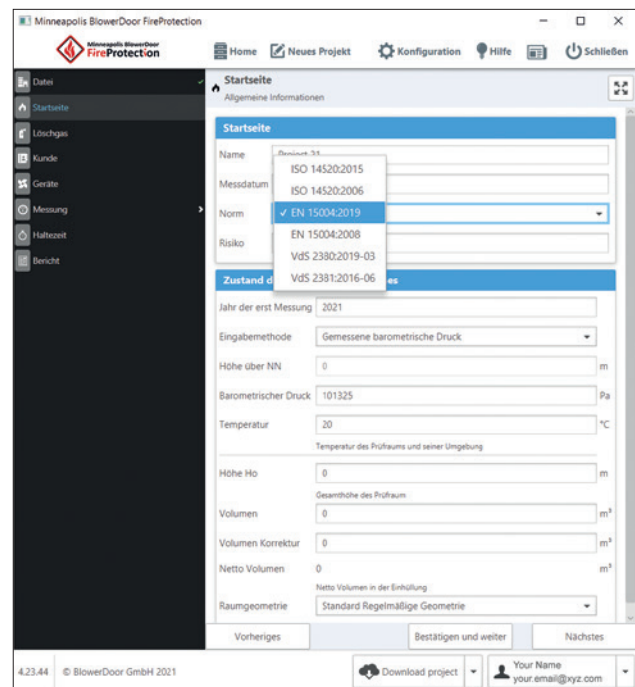 Minneapolis BlowerDoor FireProtection
Minneapolis BlowerDoor
FireProtection
Home
Neues Projekt
Konfiguration
Hilfe
Schließen
Datei
Startseite
Löschgas
Kunde
Geräte
Messung
Haltezeit
Bericht
Startseite
Allgemeine Informationen
Startseite
Name
Messdatum
Norm
Risiko
ISO 14520:2015
ISO 14520:2006
✓ EN 15004:2019
EN 15004:2008
VdS 2380:2019-03
VdS 2381:2016-06
Zustand d es
Jahr der erst Messung 2021
Eingabemethode Gemessene barometrische Druck
Höhe über NN 0 m
Barometrischer Druck 101325 Pa
Temperatur 20 °C
Temperatur des Prüfraums und seiner Umgebung
Höhe Ho 0 m
Gesamthöhe des Prüfraum
Volumen 0 m³
Volumen Korrektur 0 m³
Netto Volumen 0 m³
Netto Volumen in der Einhüllung
Raumgeometrie Standard Regelmäßige Geometrie
Vorheriges
Bestätigen und weiter
Nächstes
4.23.44 © BlowerDoor GmbH 2021
Download project
Your Name
your.email@xyz.com